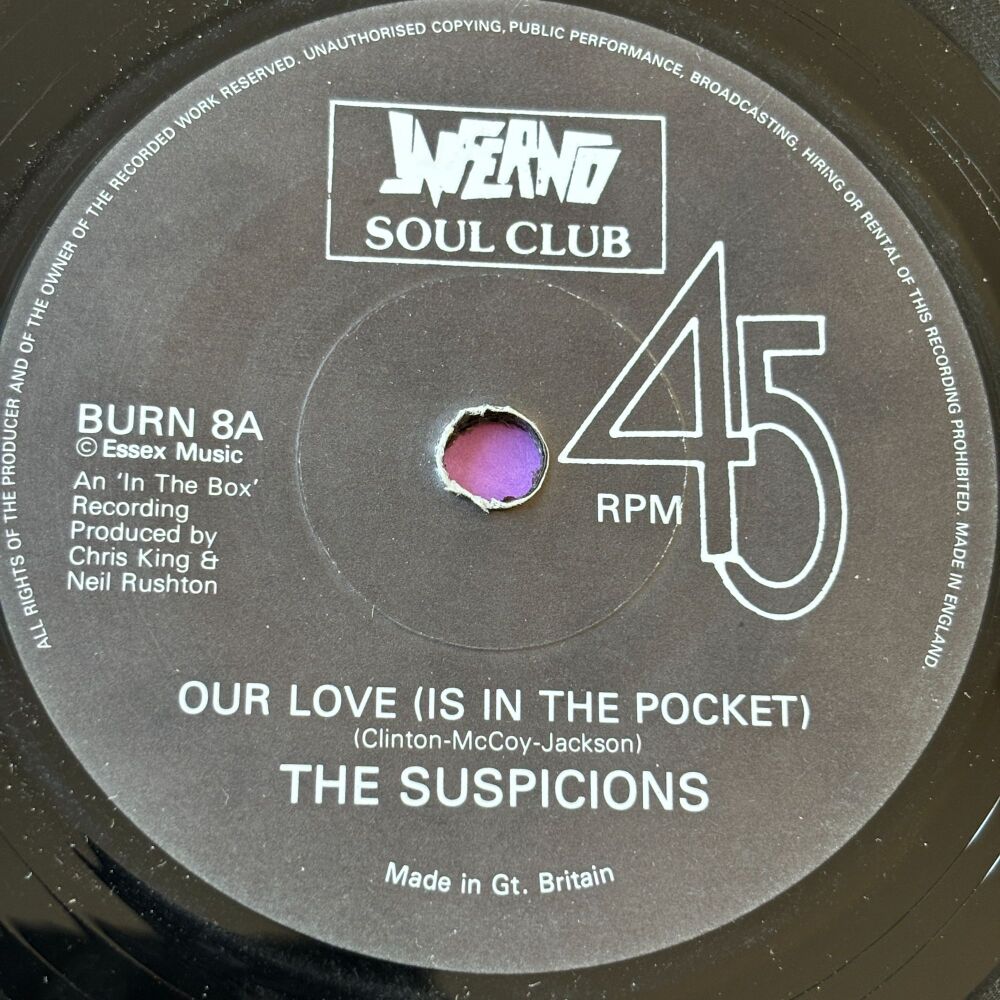 ALL RIGHTS OF THE PRODUCER AND OF THE OWNER OF THE RECORDED WORK RESERVED. UNAUTHORISED COPYING, PUBLIC PERFORMANCE, BROADCASTING, HIRING OR RENTAL OF THIS RECORDING PROHIBITED. MADE IN ENGLAND.
INFERNO
SOUL CLUB
45
RPM
BURN 8A
© Essex Music
An ‘In The Box’
Recording
Produced by
Chris King &
Neil Rushton
OUR LOVE (IS IN THE POCKET)
(Clinton-McCoy-Jackson)
THE SUSPICIONS
Made in Gt. Britain